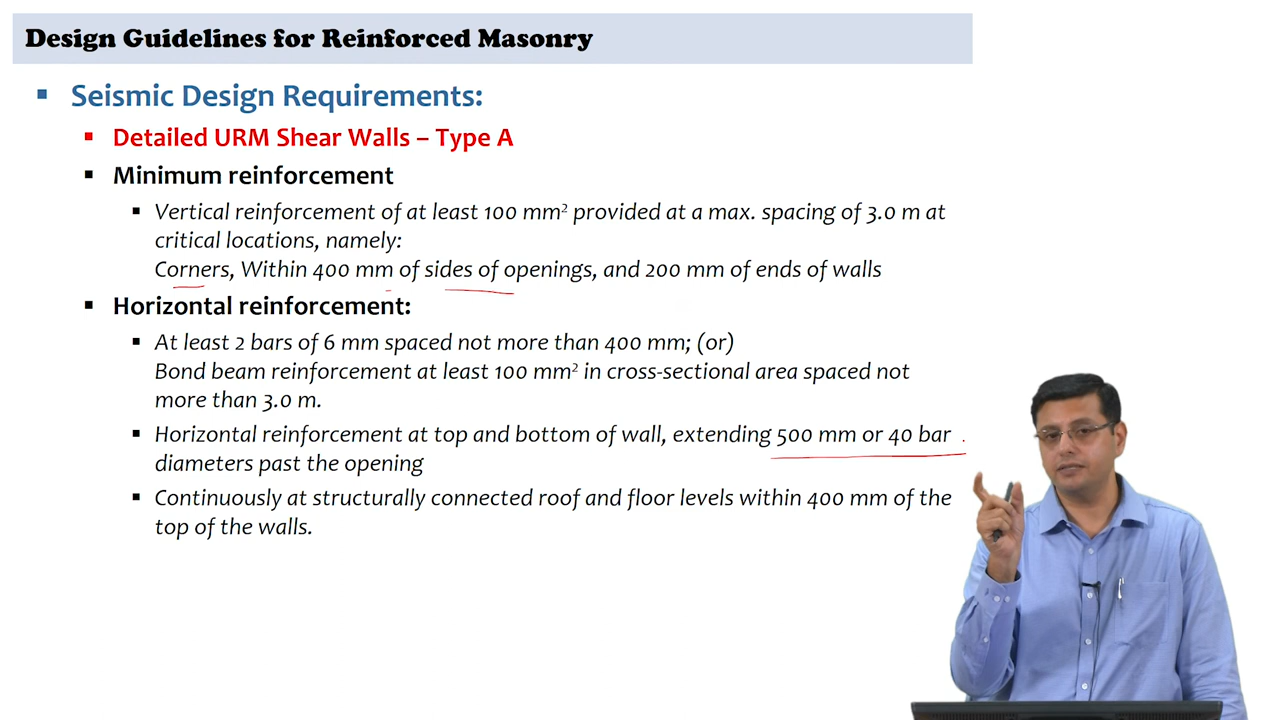 Design Guidelines for Reinforced Masonry
Seismic Design Requirements:
Detailed URM Shear Walls – Type A
Minimum reinforcement
Vertical reinforcement of at least 100 mm² provided at a max. spacing of 3.0 m at
critical locations, namely:
Corners, Within 400 mm of sides of openings, and 200 mm of ends of walls
Horizontal reinforcement:
At least 2 bars of 6 mm spaced not more than 400 mm; (or)
Bond beam reinforcement at least 100 mm² in cross-sectional area spaced not
more than 3.0 m.
Horizontal reinforcement at top and bottom of wall, extending 500 mm or 40 bar
diameters past the opening
Continuously at structurally connected roof and floor levels within 400 mm of the
top of the walls.